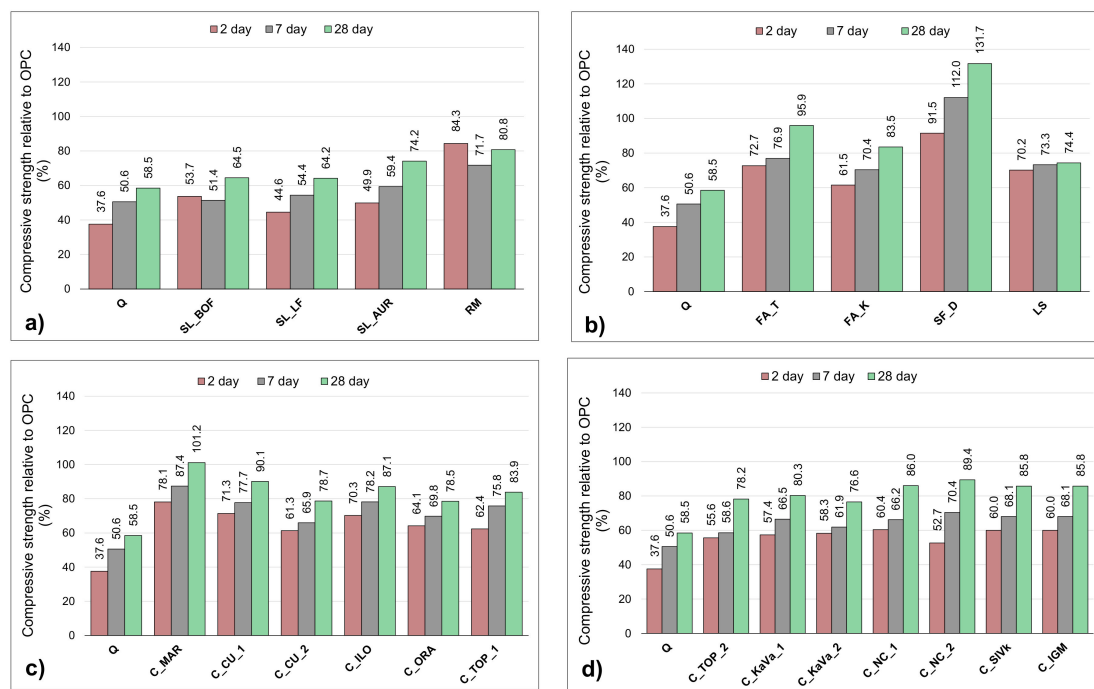 2 day 7 day 28 day
Compressive strength relative to OPC
(%)
140
120
100
80
60
40
20
0
37.6 50.6 58.5 53.7 51.4 64.5 44.6 54.4 64.2 49.9 59.4 74.2 84.3 71.7 80.8
Q SL_BOF SL_LF SL_AUR RM
a)
2 day 7 day 28 day
Compressive strength relative to OPC
(%)
140
120
100
80
60
40
20
0
37.6 50.6 58.5 72.7 76.9 95.9 61.5 70.4 83.5 91.5 112.0 131.7 70.2 73.3 74.4
Q FA_T FA_K SF_D LS
b)
2 day 7 day 28 day
Compressive strength relative to OPC
(%)
140
120
100
80
60
40
20
0
37.6 50.6 58.5 78.1 87.4 101.2 71.3 77.7 90.1 61.3 65.9 78.7 70.3 78.2 87.1 64.1 69.8 78.5 62.4 75.8 83.9
Q C_MAR C_CU_1 C_CU_2 C_ILO C_ORA C_TOP_1
c)
2 day 7 day 28 day
Compressive strength relative to OPC
(%)
140
120
100
80
60
40
20
0
37.6 50.6 58.5 55.6 58.6 78.2 57.4 66.5 80.3 58.3 61.9 76.6 60.4 66.2 86.0 52.7 70.4 89.4 60.0 68.1 85.8 60.0 68.1 85.8
Q C_TOP_2 C_KaVa_1 C_KaVa_2 C_NC_1 C_NC_2 C_SIVk C_IGM
d)